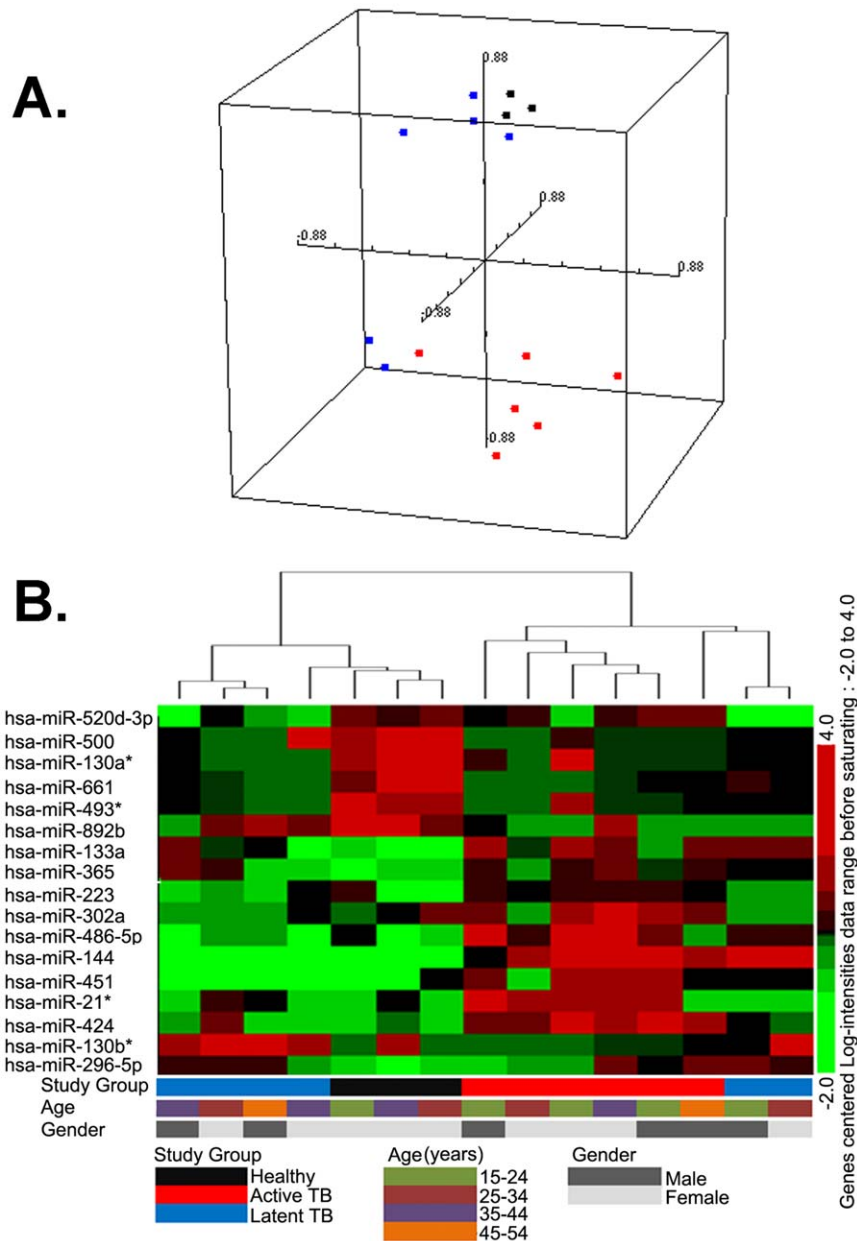 A.
0.88
0.88
-0.88
0.88
-0.88
-0.88
B.
hsa-miR-520d-3p
hsa-miR-500
hsa-miR-130a*
hsa-miR-661
hsa-miR-493*
hsa-miR-892b
hsa-miR-133a
hsa-miR-365
hsa-miR-223
hsa-miR-302a
hsa-miR-486-5p
hsa-miR-144
hsa-miR-451
hsa-miR-21*
hsa-miR-424
hsa-miR-130b*
hsa-miR-296-5p
Study Group
Age
Gender
4.0
-2.0
Genes centered Log-intensities data range before saturating : -2.0 to 4.0
Study Group
Healthy
Active TB
Latent TB
Age(years)
15-24
25-34
35-44
45-54
Gender
Male
Female